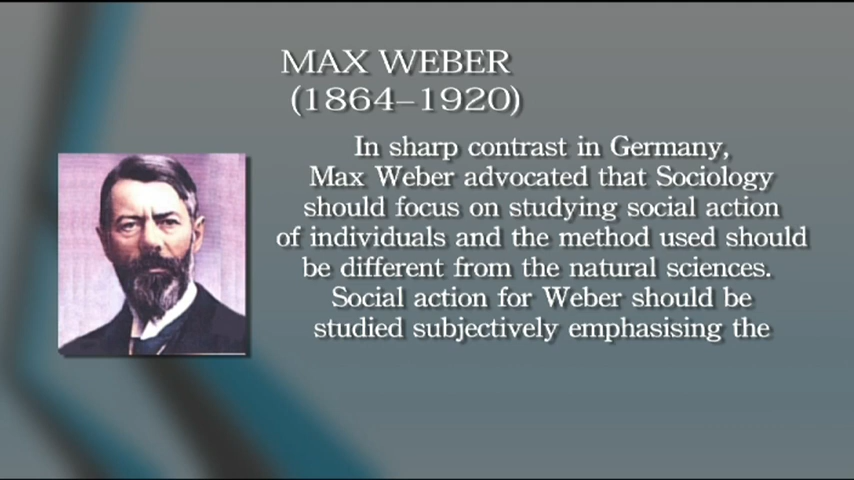 MAX WEBER
(1864–1920)
In sharp contrast in Germany,
Max Weber advocated that Sociology
should focus on studying social action
of individuals and the method used should
be different from the natural sciences.
Social action for Weber should be
studied subjectively emphasising the